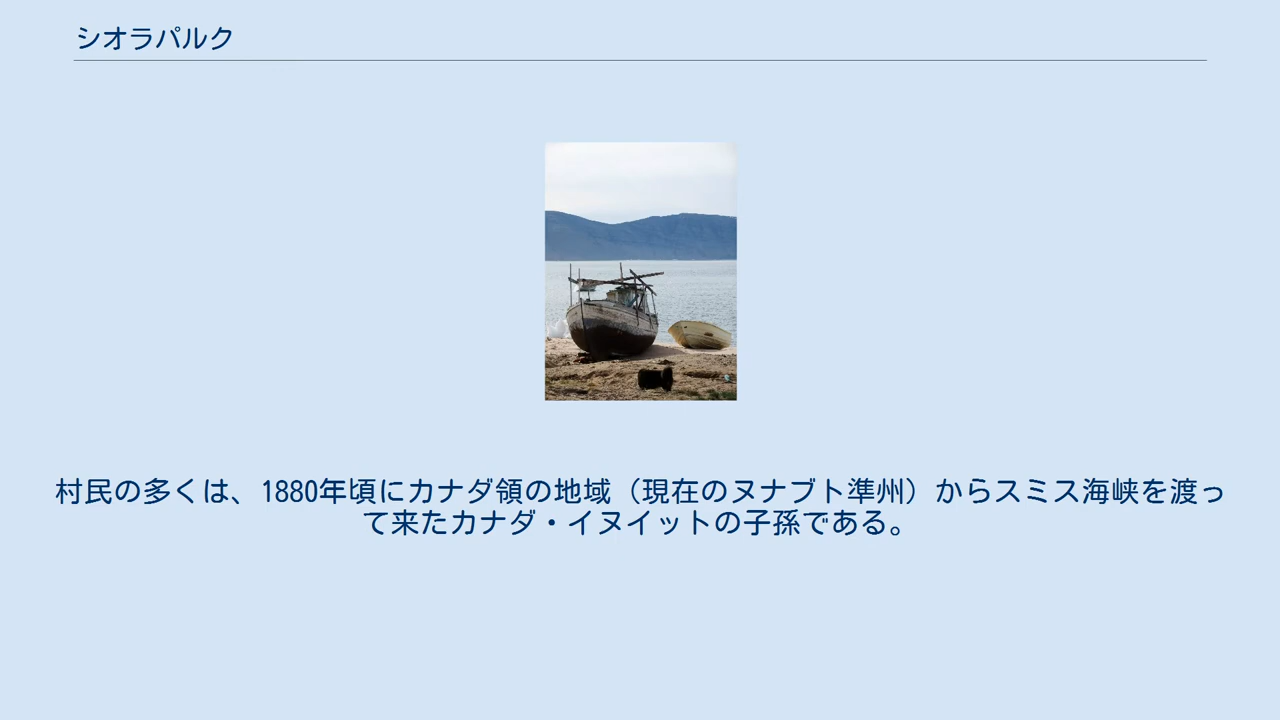 シオラパルク
村民の多くは、1880年頃にカナダ領の地域（現在のヌナブト準州）からスミス海峡を渡っ
て来たカナダ・イヌイットの子孫である。